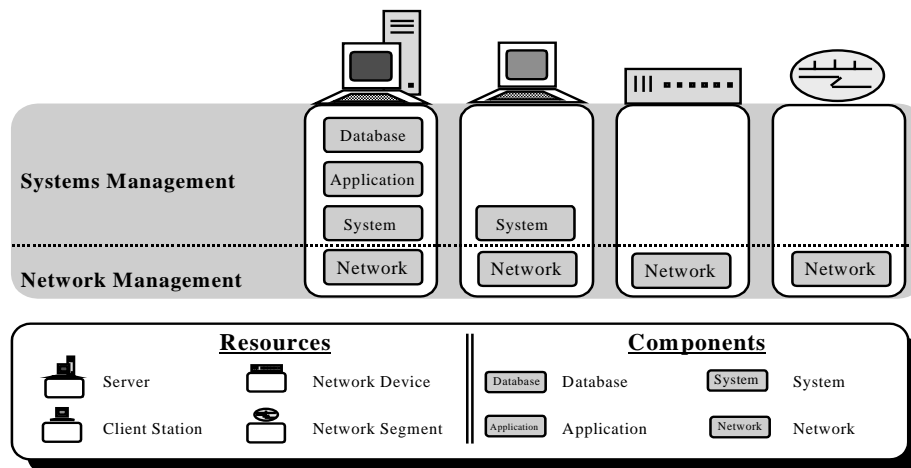 Database
Systems Management
Application
System
System
Network Management
Network
Network
Network
Network
Resources
Components
Server
Network Device
Database
Database
System
System
Client Station
Network Segment
Application
Application
Network
Network